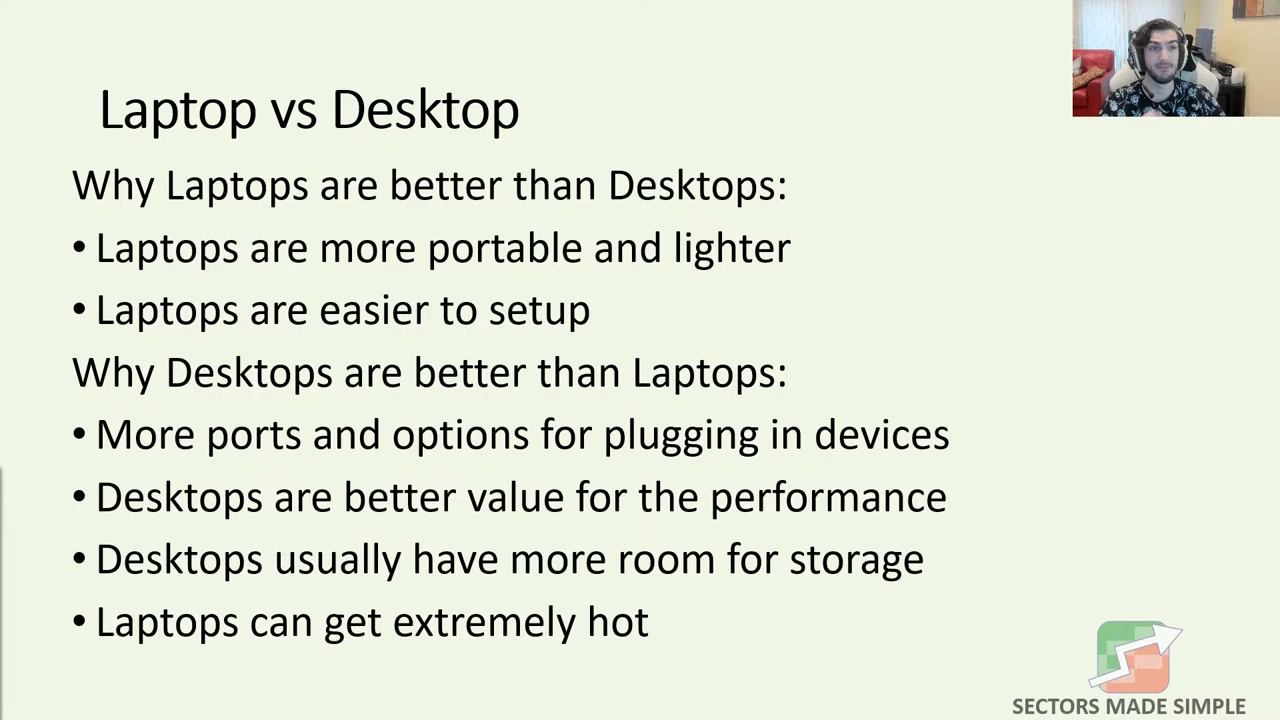 Laptop vs Desktop
Why Laptops are better than Desktops:
• Laptops are more portable and lighter
• Laptops are easier to setup
Why Desktops are better than Laptops:
• More ports and options for plugging in devices
• Desktops are better value for the performance
• Desktops usually have more room for storage
• Laptops can get extremely hot
SECTORS MADE SIMPLE